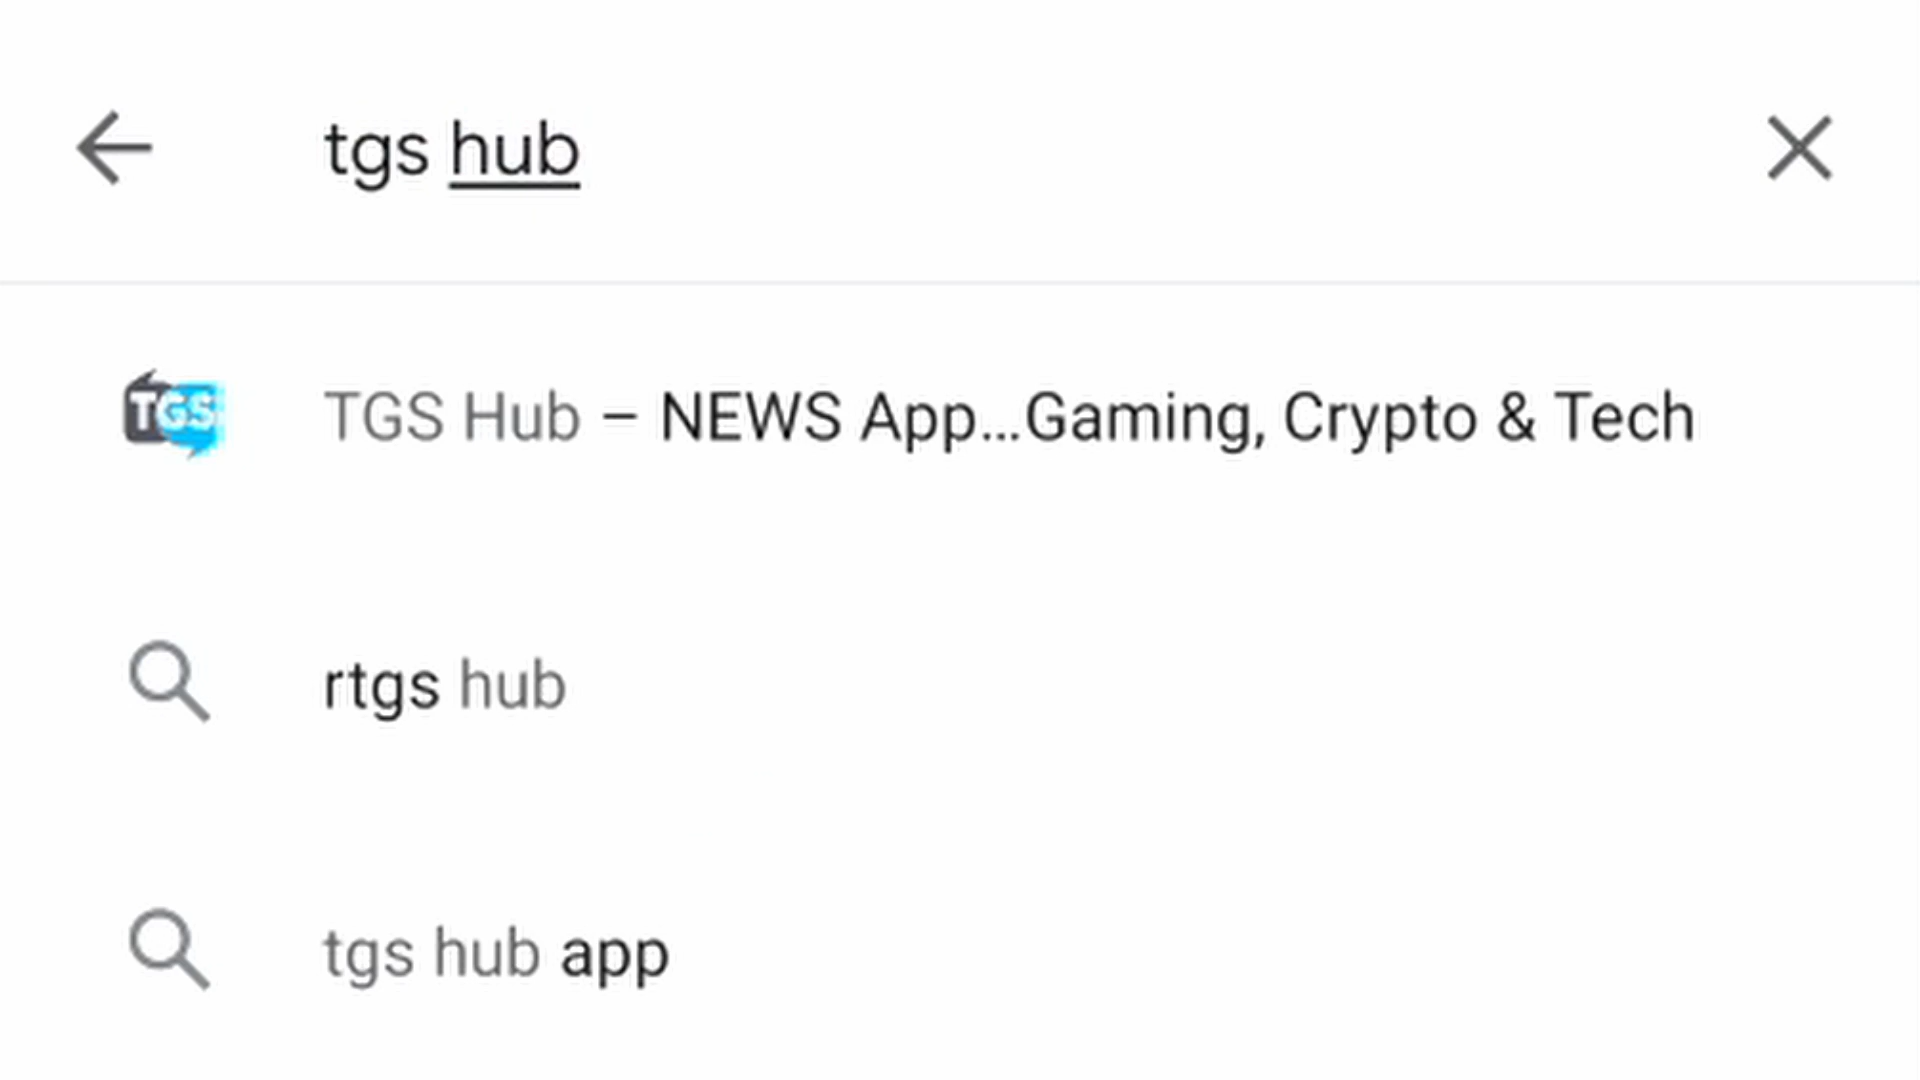 tgs hub
TGS
TGS Hub – NEWS App...Gaming, Crypto & Tech
rtgs hub
tgs hub app